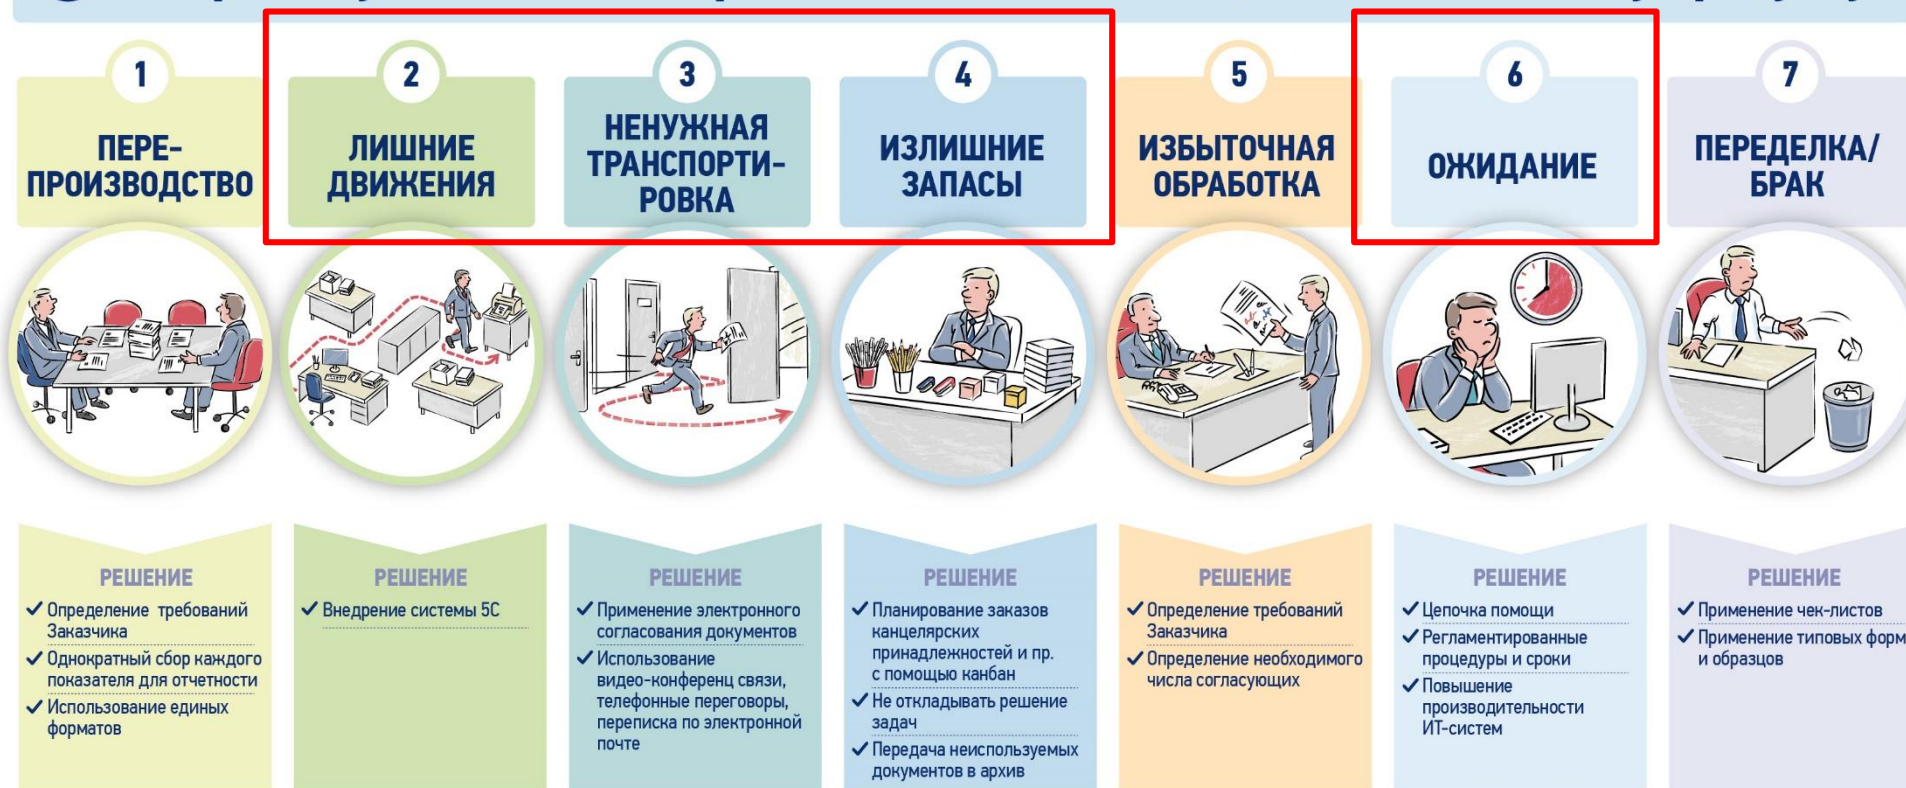 1
ПЕРЕ-
ПРОИЗВОДСТВО
2
ЛИШНИЕ
ДВИЖЕНИЯ
3
НЕНУЖНАЯ
ТРАНСПОРТИ-
РОВКА
4
ИЗЛИШНИЕ
ЗАПАСЫ
5
ИЗБЫТОЧНАЯ
ОБРАБОТКА
6
ОЖИДАНИЕ
7
ПЕРЕДЕЛКА/
БРАК
РЕШЕНИЕ
✓ Определение требований
Заказчика
✓ Однократный сбор каждого
показателя для отчетности
✓ Использование единых
форматов
РЕШЕНИЕ
✓ Внедрение системы 5С
РЕШЕНИЕ
✓ Применение электронного
согласования документов
✓ Использование
видео-конференц связи,
телефонные переговоры,
переписка по электронной
почте
РЕШЕНИЕ
✓ Планирование заказов
канцелярских
принадлежностей и пр.
с помощью канбан
✓ Не откладывать решение
задач
✓ Передача неиспользуемых
документов в архив
РЕШЕНИЕ
✓ Определение требований
Заказчика
✓ Определение необходимого
числа согласующих
РЕШЕНИЕ
✓ Цепочка помощи
✓ Регламентированные
процедуры и сроки
✓ Повышение
производительности
ИТ-систем
РЕШЕНИЕ
✓ Применение чек-листов
✓ Применение типовых форм
и образцов